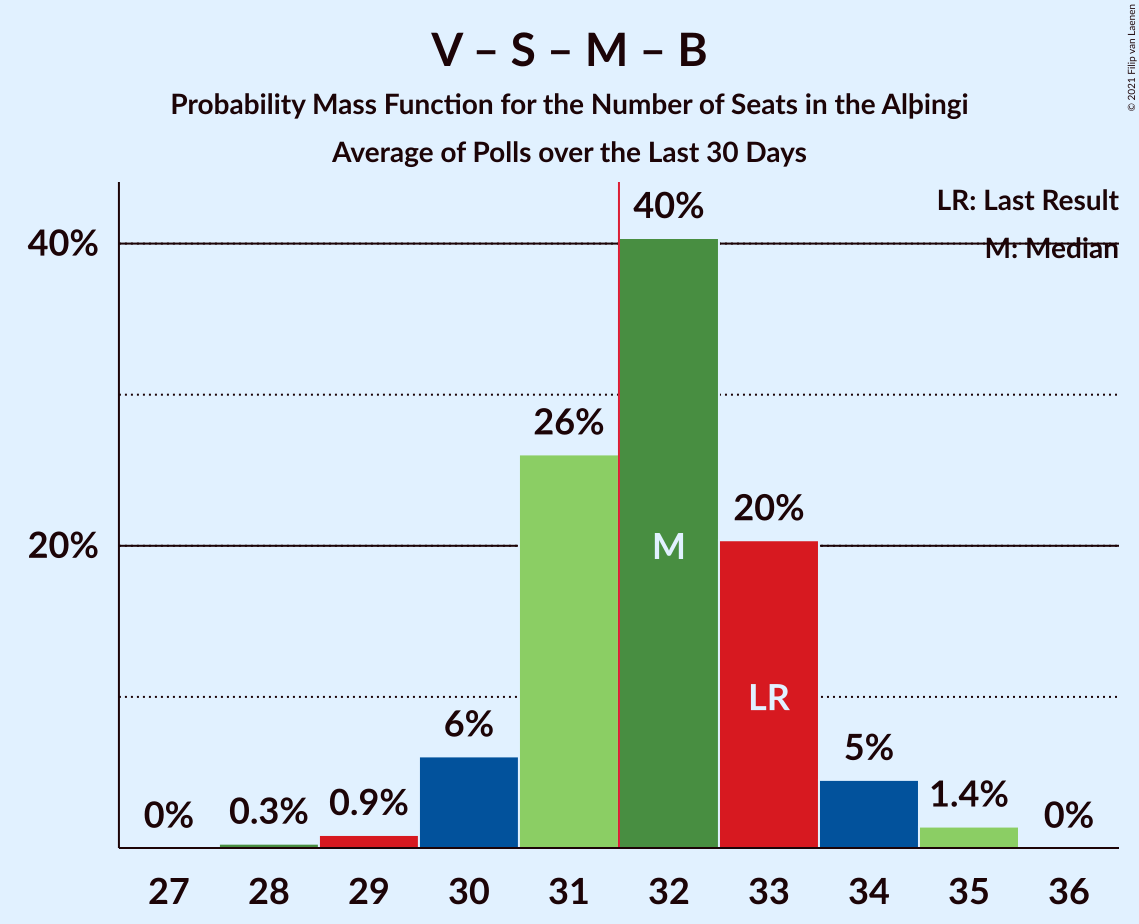 V – S – M – B
Probability Mass Function for the Number of Seats in the Alþingi
Average of Polls over the Last 30 Days
© 2021 Filip van Laenen
LR: Last Result
M: Median
40%
20%
0%
0.3%
0.9%
6%
26%
40%
20%
5%
1.4%
0%
M
LR
27 28 29 30 31 32 33 34 35 36